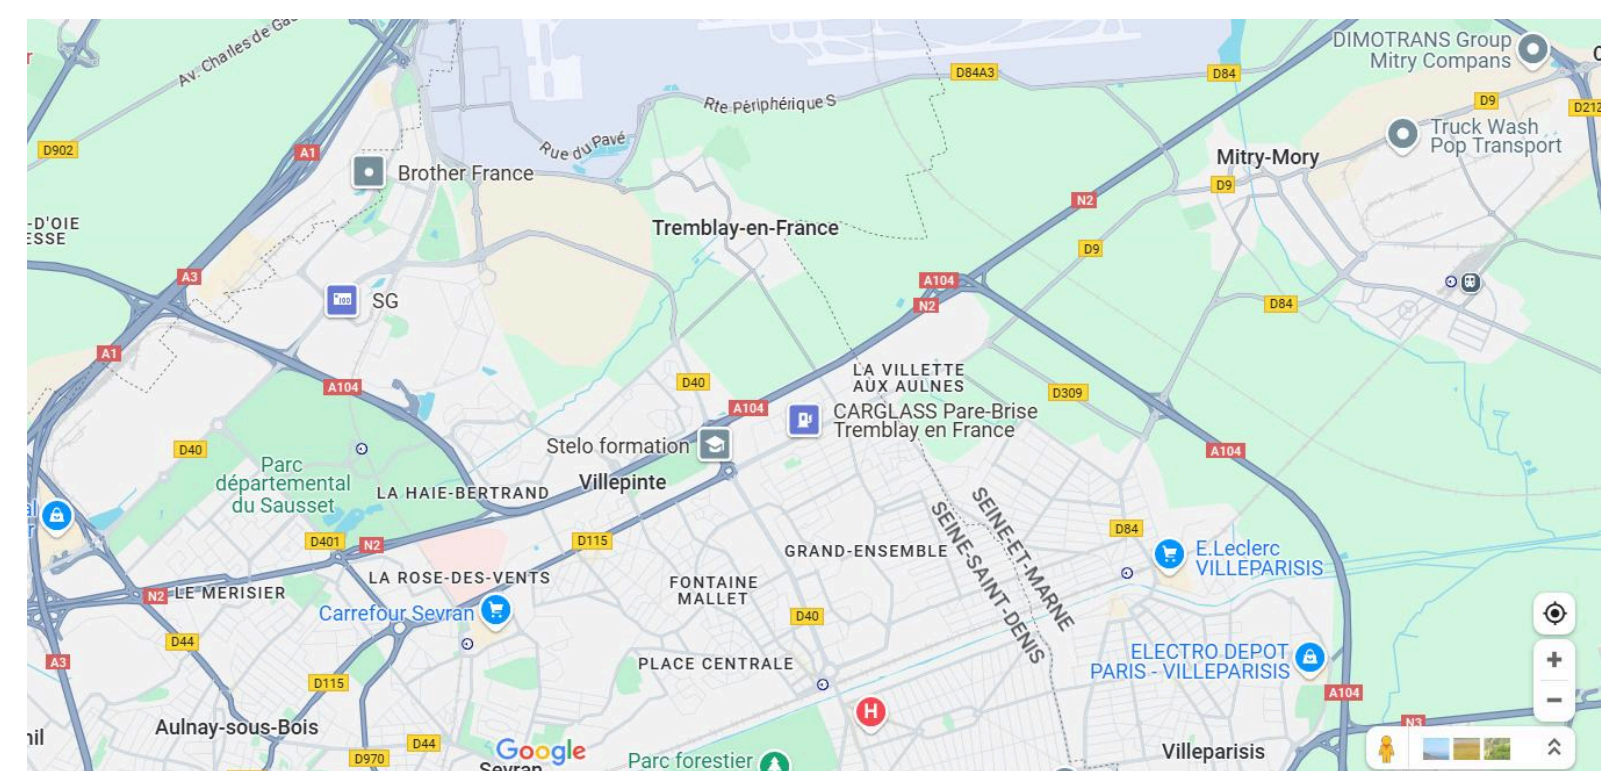 DIMOTRANS Group
Mitry Compans
Av. Charles de Ga
D84A3
D84
Rte Périphérique S
D9
D212
Truck Wash
Pop Transport
Rue du Pavé
D902
A1
Mitry-Mory
Brother France
D9
N2
-D'OIE
ESSE
Tremblay-en-France
D9
A3
A104
SG
N2
D84
A1
LA VILLETTE
AUX AULNES
A104
D40
D309
A104
CARGLASS Pare-Brise
Tremblay en France
D40
Stelo formation
A104
Parc
départemental
du Sausset
Villepinte
LA HAIE-BERTRAND
SEINE-ET-MARNE
SEINE-SAINT-DENIS
al
r
D84
D401
N2
D115
GRAND-ENSEMBLE
E.Leclerc
VILLEPARISIS
LA ROSE-DES-VENTS
N2
LE MERISIER
FONTAINE
MALLET
Carrefour Sevran
D40
D44
A3
PLACE CENTRALE
ELECTRO DEPOT
PARIS - VILLEPARISIS
D115
A104
H
Aulnay-sous-Bois
nil
D44
N3
D970
Google
Villeparisis
Parc forestier
Sevran